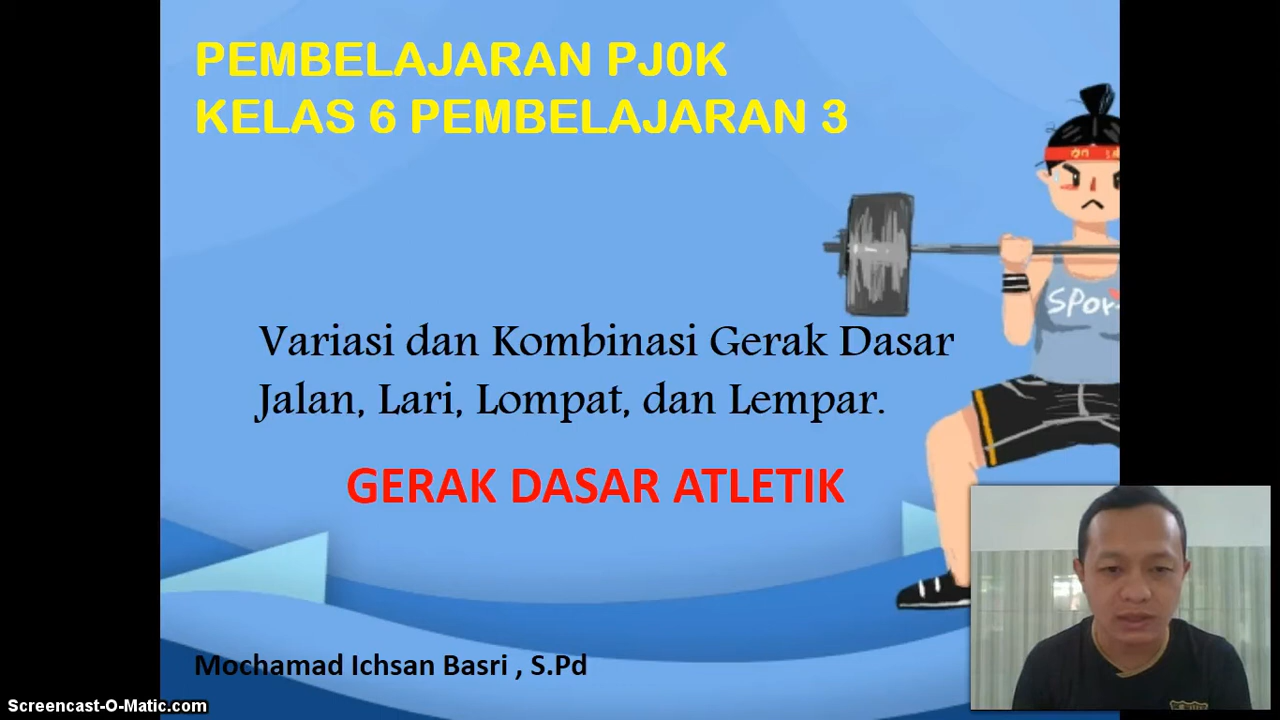 PEMBELAJARAN PJ0K
KELAS 6 PEMBELAJARAN 3
Variasi dan Kombinasi Gerak Dasar
Jalan, Lari, Lompat, dan Lempar.
GERAK DASAR ATLETIK
Mochamad Ichsan Basri , S.Pd
Screencast-O-Matic.com